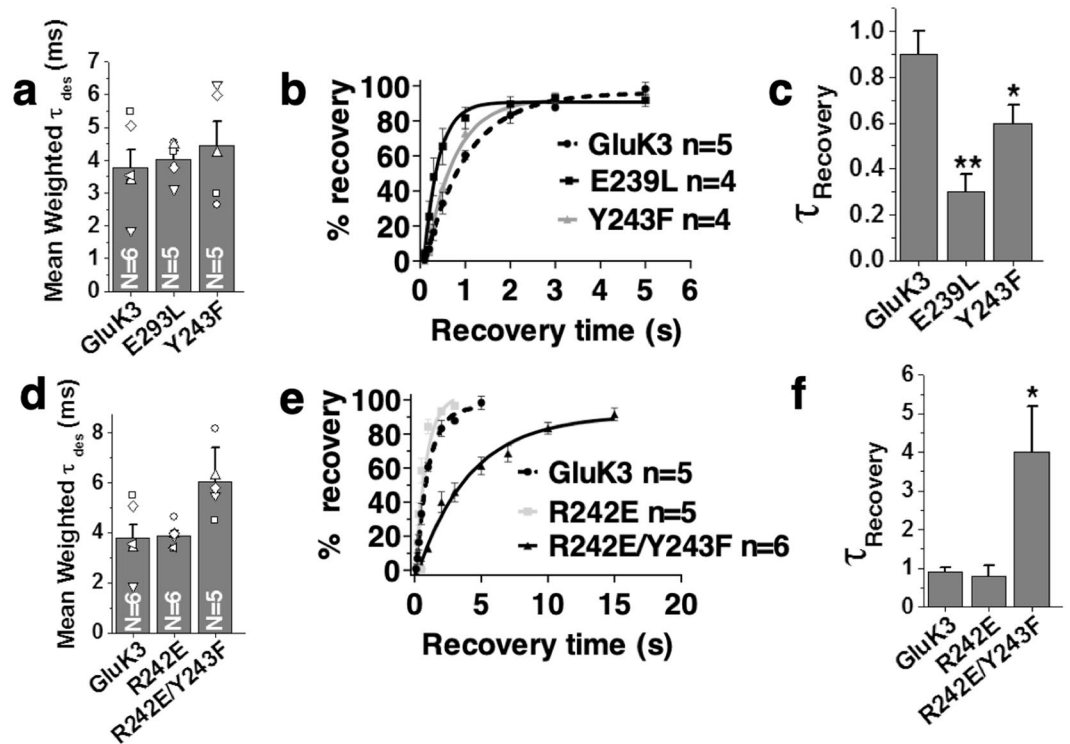 a
Mean Weighted τ des (ms)
7
6
5
4
3
2
1
0
N=6
N=5
N=5
GluK3
E293L
Y243F
b
% recovery
100
80
60
40
20
0
GluK3 n=5
E239L n=4
Y243F n=4
0 1 2 3 4 5 6
Recovery time (s)
c
τ Recovery
1.0
0.8
0.6
0.4
0.2
0.0
**
*
GluK3
E239L
Y243F
d
Mean Weighted τ des (ms)
8
6
4
2
0
N=6
N=6
N=5
GluK3
R242E
R242E/Y243F
e
% recovery
100
80
60
40
20
0
GluK3 n=5
R242E n=5
R242E/Y243F n=6
0 5 10 15 20
Recovery time (s)
f
τ Recovery
6
5
4
3
2
1
0
*
GluK3
R242E
R242E/Y243F